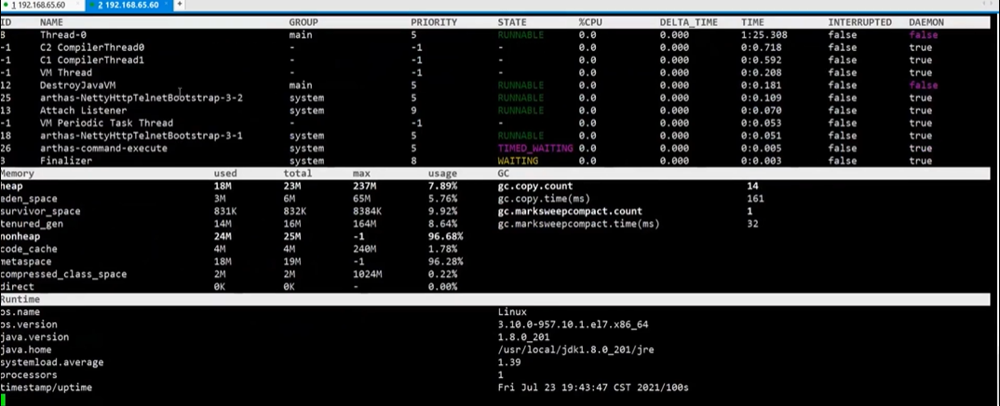 1 192.168.65.60 2 192.168.65.60 +
ID NAME GROUP PRIORITY STATE %CPU DELTA_TIME TIME INTERRUPTED DAEMON
8 Thread-0 main 5 RUNNABLE 0.0 0.000 1:25.308 false false
-1 C2 CompilerThread0 - -1 - 0.0 0.000 0:0.718 false true
-1 C1 CompilerThread1 - -1 - 0.0 0.000 0:0.592 false true
-1 VM Thread - -1 - 0.0 0.000 0:0.208 false true
12 DestroyJavaVM main 5 RUNNABLE 0.0 0.000 0:0.181 false false
25 arthas-NettyHttpTelnetBootstrap-3-2 system 5 RUNNABLE 0.0 0.000 0:0.109 false true
13 Attach Listener system 9 RUNNABLE 0.0 0.000 0:0.070 false true
-1 VM Periodic Task Thread - -1 - 0.0 0.000 0:0.053 false true
18 arthas-NettyHttpTelnetBootstrap-3-1 system 5 RUNNABLE 0.0 0.000 0:0.051 false true
26 arthas-command-execute system 5 TIMED_WAITING 0.0 0.000 0:0.005 false true
3 Finalizer system 8 WAITING 0.0 0.000 0:0.003 false true
Memory used total max usage GC
heap 18M 23M 237M 7.89% gc.copy.count 14
eden_space 3M 6M 65M 5.76% gc.copy.time(ms) 161
survivor_space 831K 832K 8384K 9.92% gc.marksweepcompact.count 1
tenured_gen 14M 16M 164M 8.64% gc.marksweepcompact.time(ms) 32
nonheap 24M 25M -1 96.68%
code_cache 4M 4M 240M 1.78%
metaspace 18M 19M -1 96.28%
compressed_class_space 2M 2M 1024M 0.22%
direct 0K 0K - 0.00%
Runtime
os.name Linux
os.version 3.10.0-957.10.1.el7.x86_64
java.version 1.8.0_201
java.home /usr/local/jdk1.8.0_201/jre
systemload.average 1.39
processors 1
timestamp/uptime Fri Jul 23 19:43:47 CST 2021/100s